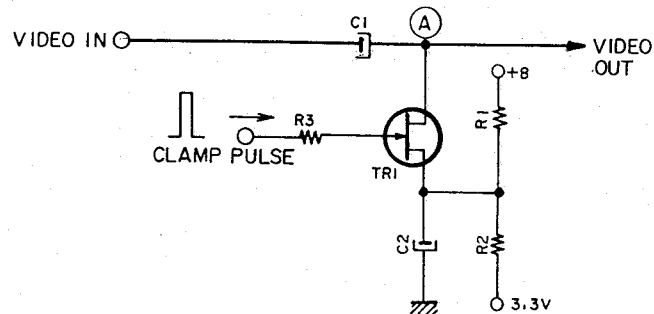 C1
A
VIDEO IN
VIDEO
OUT
+8
R1
R3
CLAMP PULSE
TR1
C2
R2
3.3V